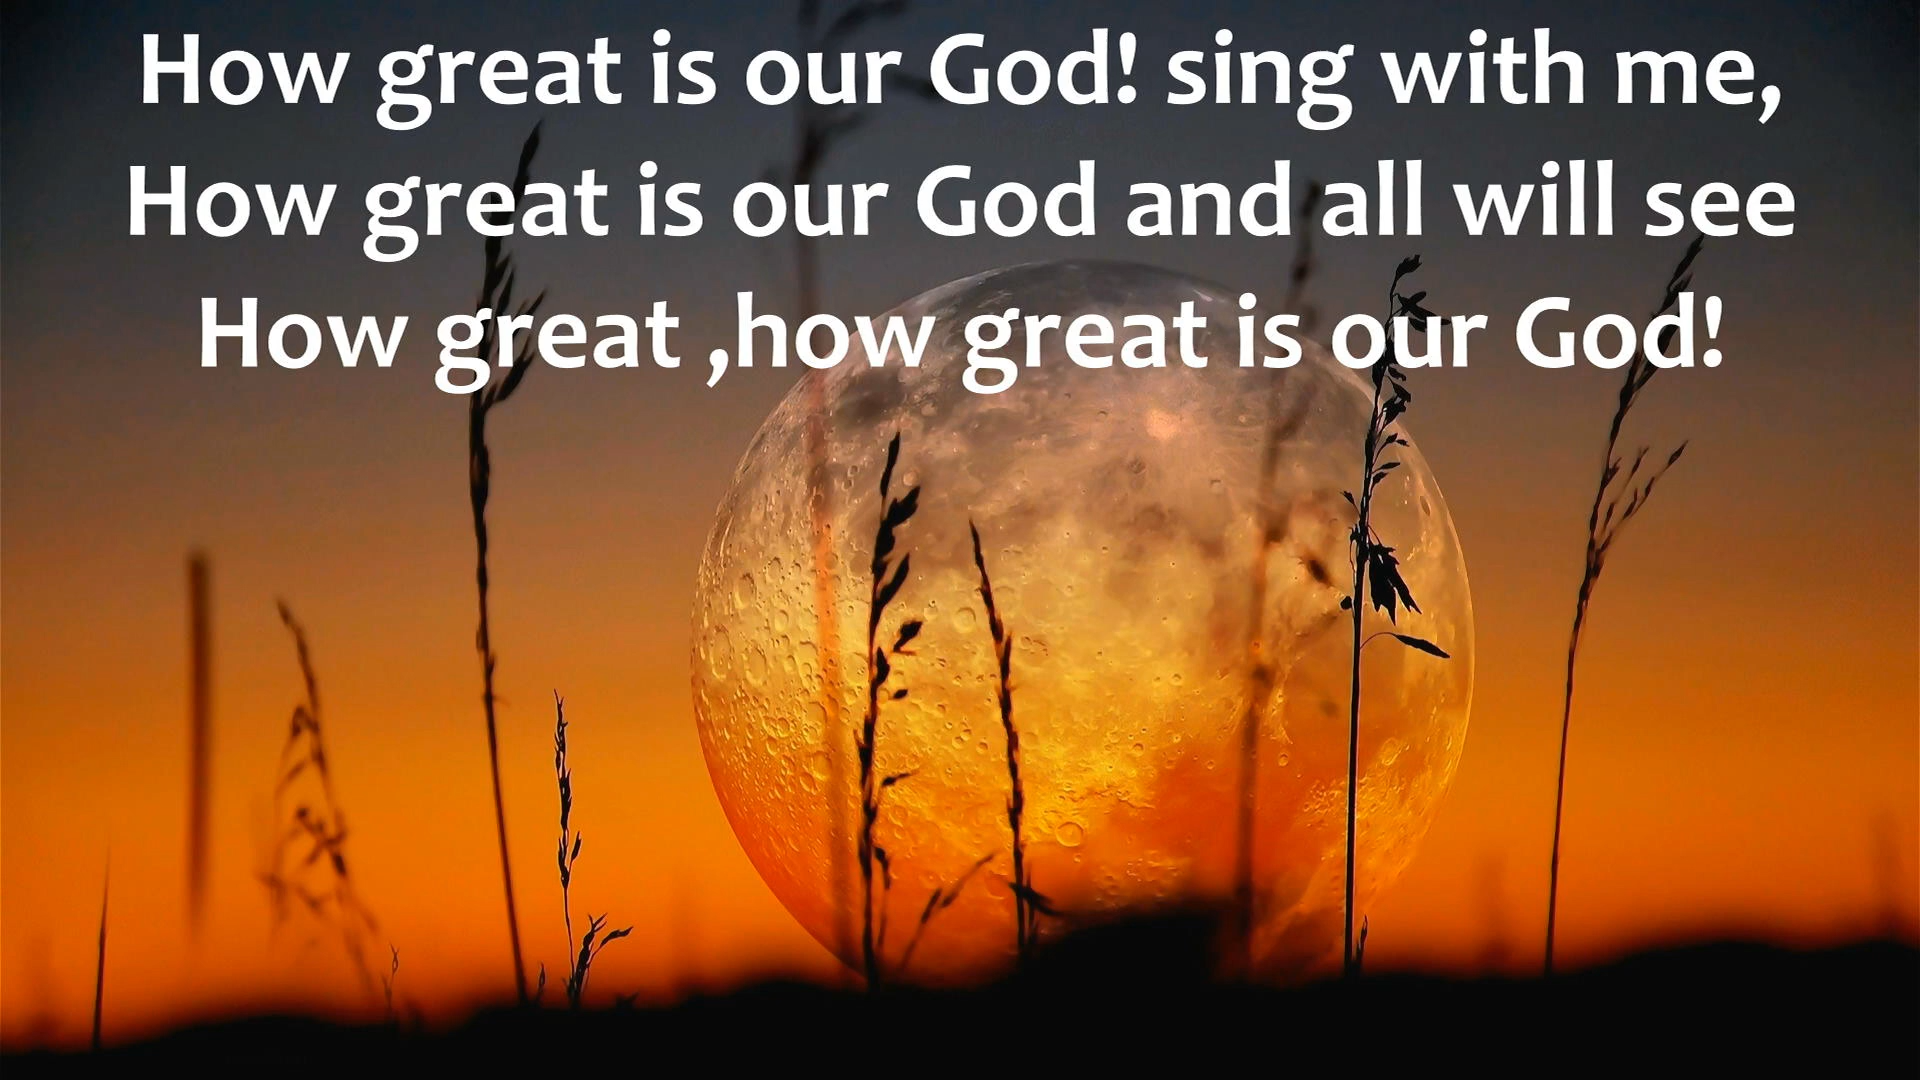 How great is our God! sing with me,
How great is our God and all will see
How great ,how great is our God!